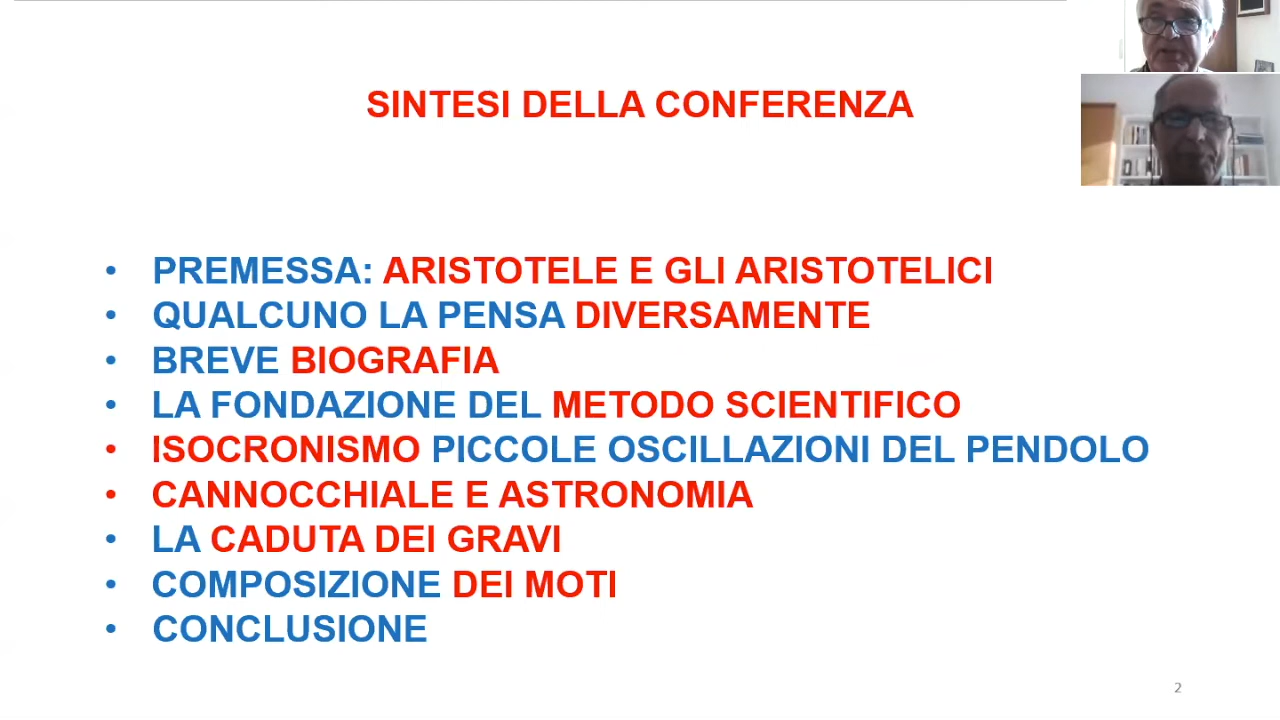 SINTESI DELLA CONFERENZA
• PREMESSA: ARISTOTELE E GLI ARISTOTELICI
• QUALCUNO LA PENSA DIVERSAMENTE
• BREVE BIOGRAFIA
• LA FONDAZIONE DEL METODO SCIENTIFICO
• ISOCRONISMO PICCOLE OSCILLAZIONI DEL PENDOLO
• CANNOCCHIALE E ASTRONOMIA
• LA CADUTA DEI GRAVI
• COMPOSIZIONE DEI MOTI
• CONCLUSIONE
2